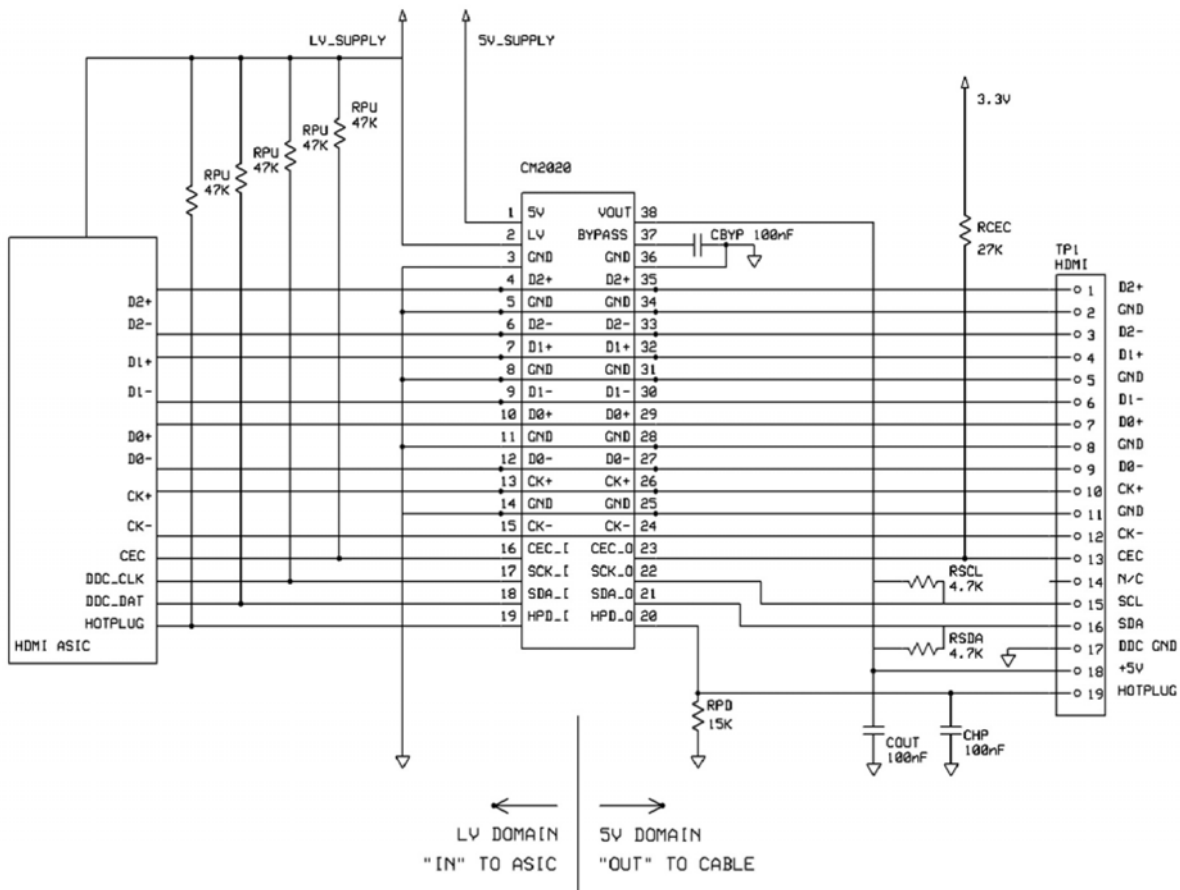 LV_SUPPLY
5V_SUPPLY
3.3V
RPU
47K
RPU
47K
RPU
47K
RPU
47K
CM2020
1 5V VOUT 38
2 LV BYPASS 37
3 GND GND 36
4 D2+ D2+ 35
5 GND GND 34
6 D2- D2- 33
7 D1+ D1+ 32
8 GND GND 31
9 D1- D1- 30
10 D0+ D0+ 29
11 GND GND 28
12 D0- D0- 27
13 CK+ CK+ 26
14 GND GND 25
15 CK- CK- 24
16 CEC_I CEC_O 23
17 SCK_I SCK_O 22
18 SDA_I SDA_O 21
19 HPD_I HPD_O 20
CBYP 100nF
RCEC
27K
TP1
HDMI
1 D2+
2 GND
3 D2-
4 D1+
5 GND
6 D1-
7 D0+
8 GND
9 D0-
10 CK+
11 GND
12 CK-
13 CEC
14 N/C
15 SCL
16 SDA
17 DDC GND
18 +5V
19 HOTPLUG
D2+
D2-
D1+
D1-
D0+
D0-
CK+
CK-
CEC
DDC_CLK
DDC_DAT
HOTPLUG
HDMI ASIC
RSCL
4.7K
RSDA
4.7K
RPD
15K
COUT
100nF
CHP
100nF
LV DOMAIN
"IN" TO ASIC
5V DOMAIN
"OUT" TO CABLE